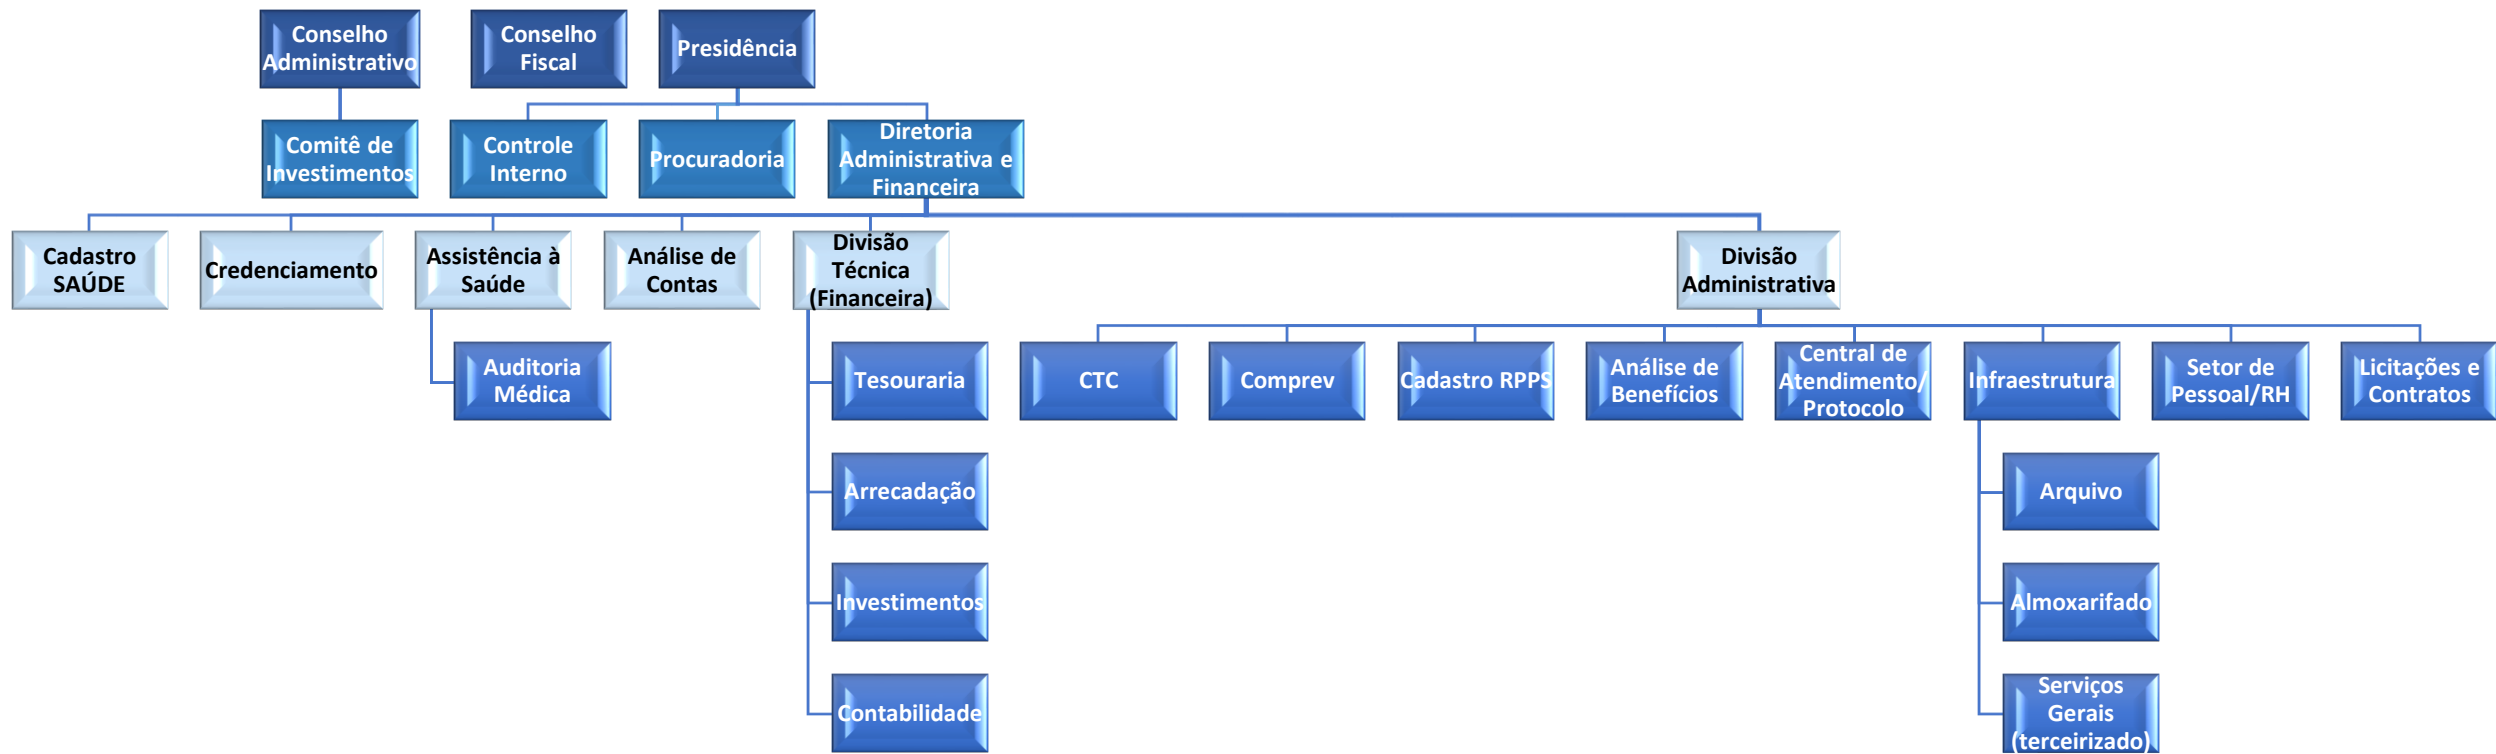 Conselho
Administrativo
Conselho
Fiscal
Presidência
Comitê de
Investimentos
Controle
Interno
Procuradoria
Diretoria
Administrativa e
Financeira
Cadastro
SAÚDE
Credenciamento
Assistência à
Saúde
Análise de
Contas
Divisão
Técnica
(Financeira)
Divisão
Administrativa
Auditoria
Médica
Tesouraria
CTC
Comprev
Cadastro RPPS
Análise de
Benefícios
Central de
Atendimento/
Protocolo
Infraestrutura
Setor de
Pessoal/RH
Licitações e
Contratos
Arrecadação
Arquivo
Investimentos
Almoxarifado
Contabilidade
Serviços
Gerais
(terceirizado)